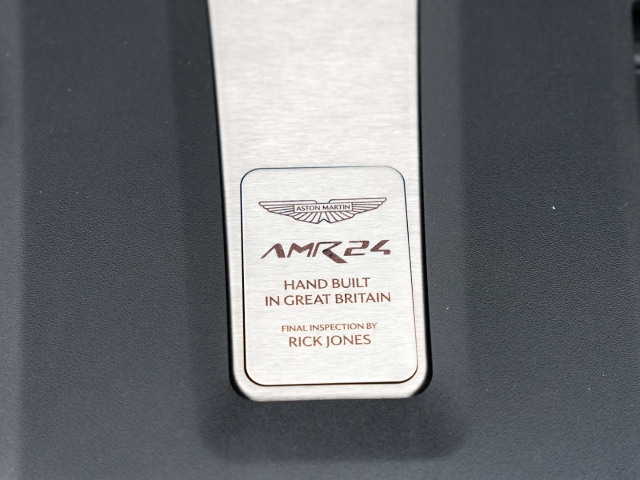 ASTON MARTIN
AMR24
HAND BUILT
IN GREAT BRITAIN
FINAL INSPECTION BY
RICK JONES